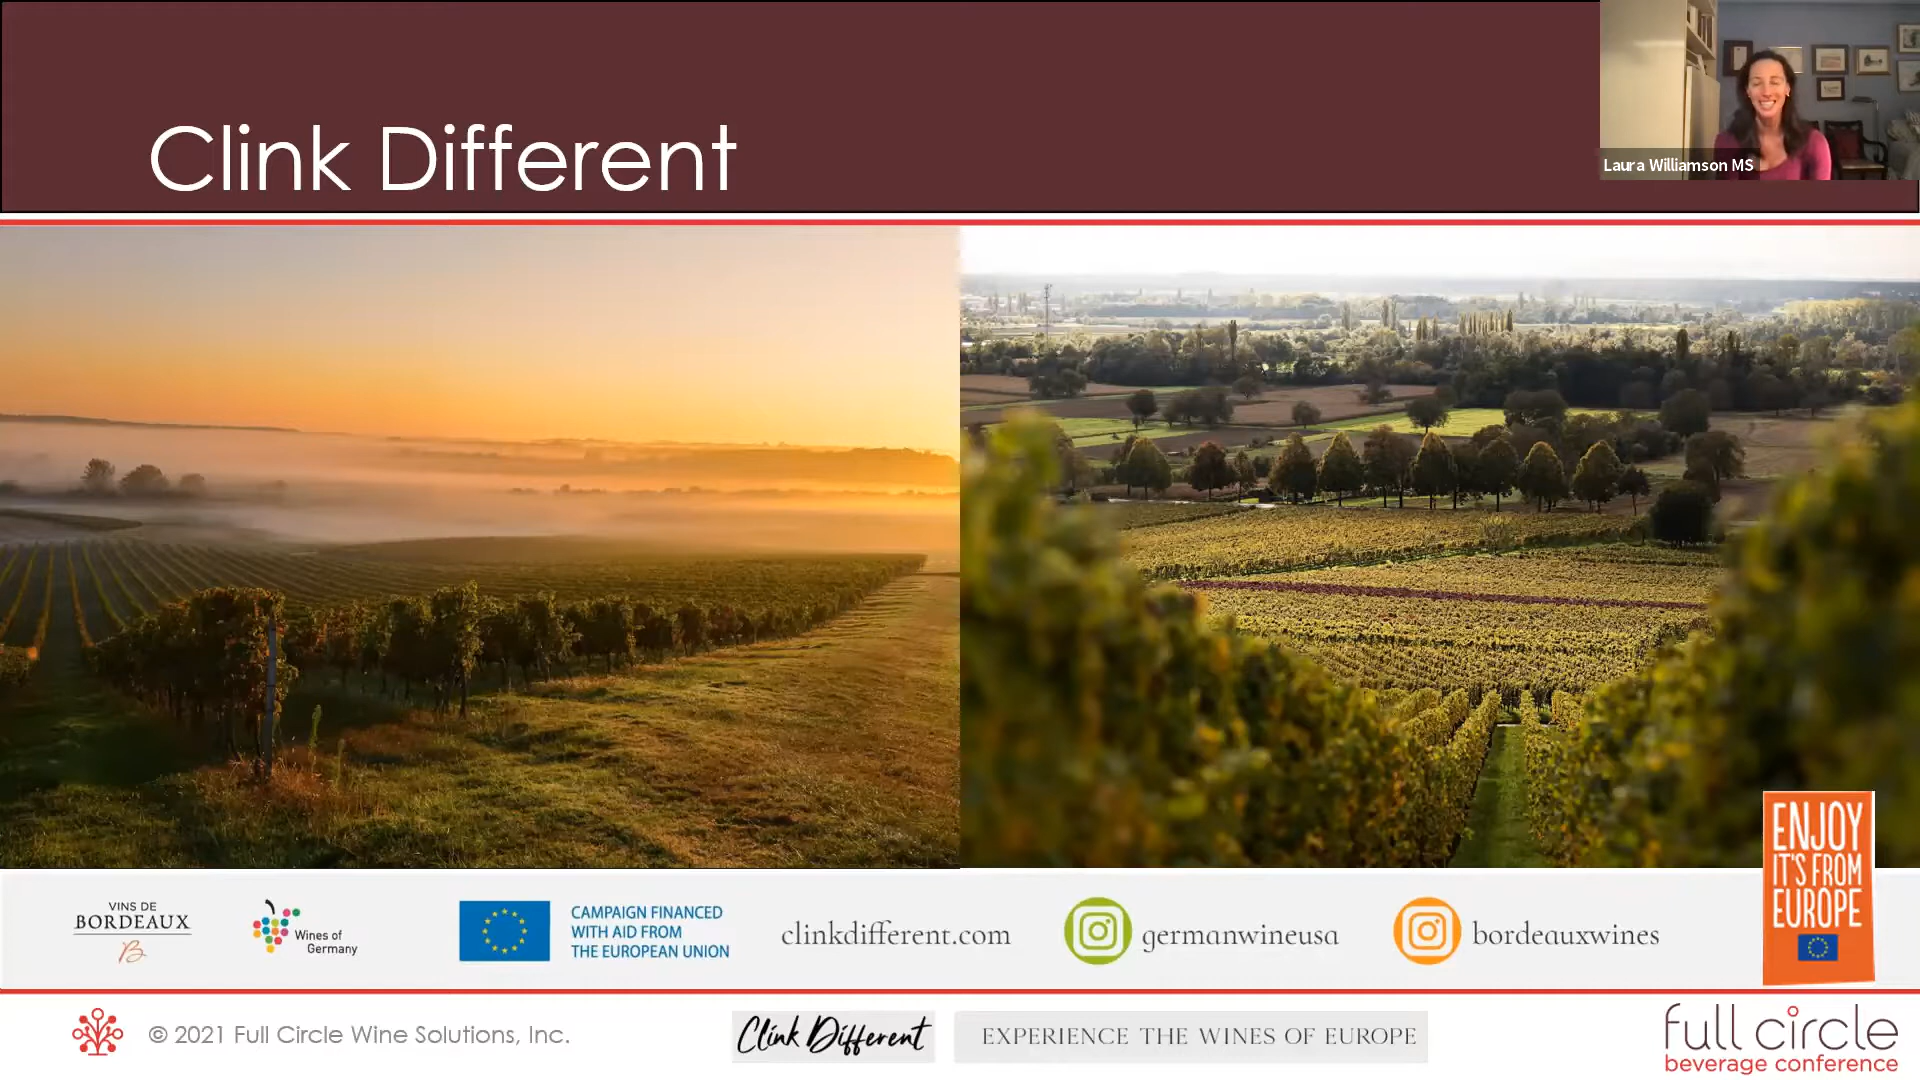 Clink Different
Laura Williamson MS
VINS DE
BORDEAUX
B
Wines of
Germany
CAMPAIGN FINANCED
WITH AID FROM
THE EUROPEAN UNION
clinkdifferent.com
germanwineusa
bordeauxwines
ENJOY
IT'S FROM
EUROPE
© 2021 Full Circle Wine Solutions, Inc.
Clink Different
EXPERIENCE THE WINES OF EUROPE
full circle
beverage conference